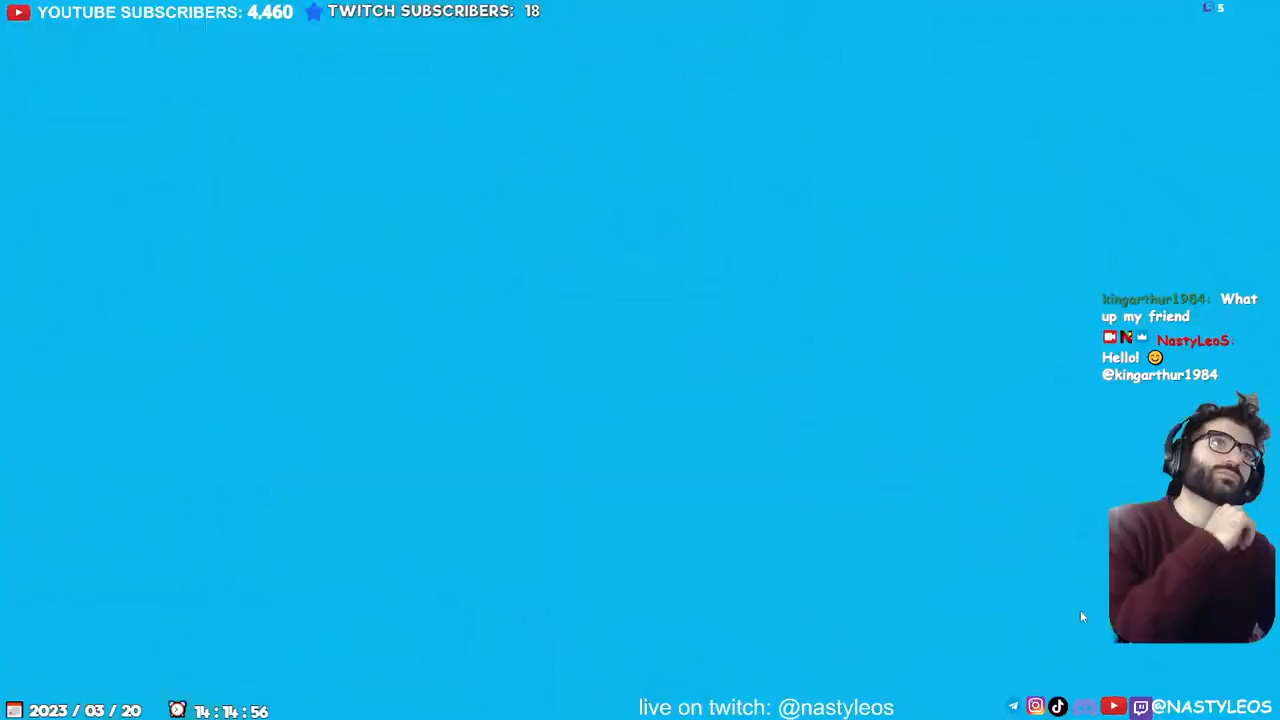 YOUTUBE SUBSCRIBERS: 4,460 TWITCH SUBSCRIBERS: 18
5
kingarthur1984: What
up my friend
NastyLeoS:
Hello! 😊
@kingarthur1984
2023 / 03 / 20 14:14:56
live on twitch: @nastyleos
@NASTYLEOS